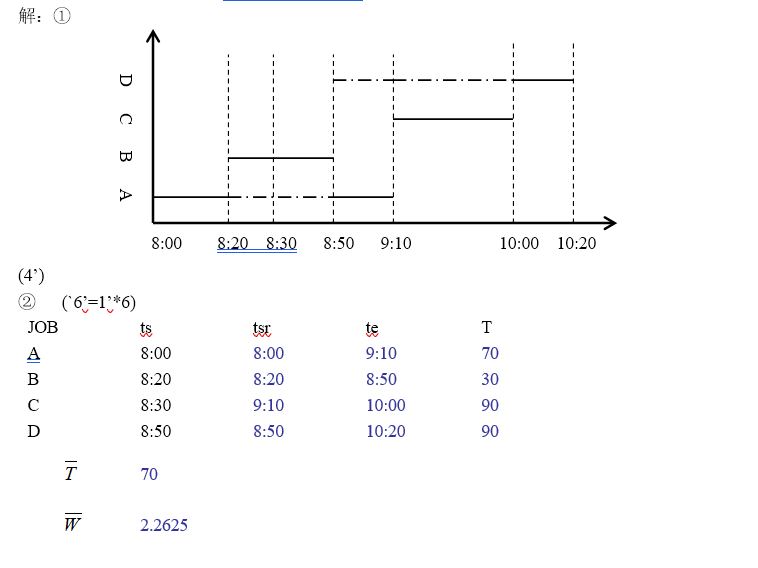 解：①
D
C
B
A
8:00 8:20 8:30 8:50 9:10 10:00 10:20
(4’)
② (`6’=1’*6)
JOB ts tsr te T
A 8:00 8:00 9:10 70
B 8:20 8:20 8:50 30
C 8:30 9:10 10:00 90
D 8:50 8:50 10:20 90
T 70
W 2.2625